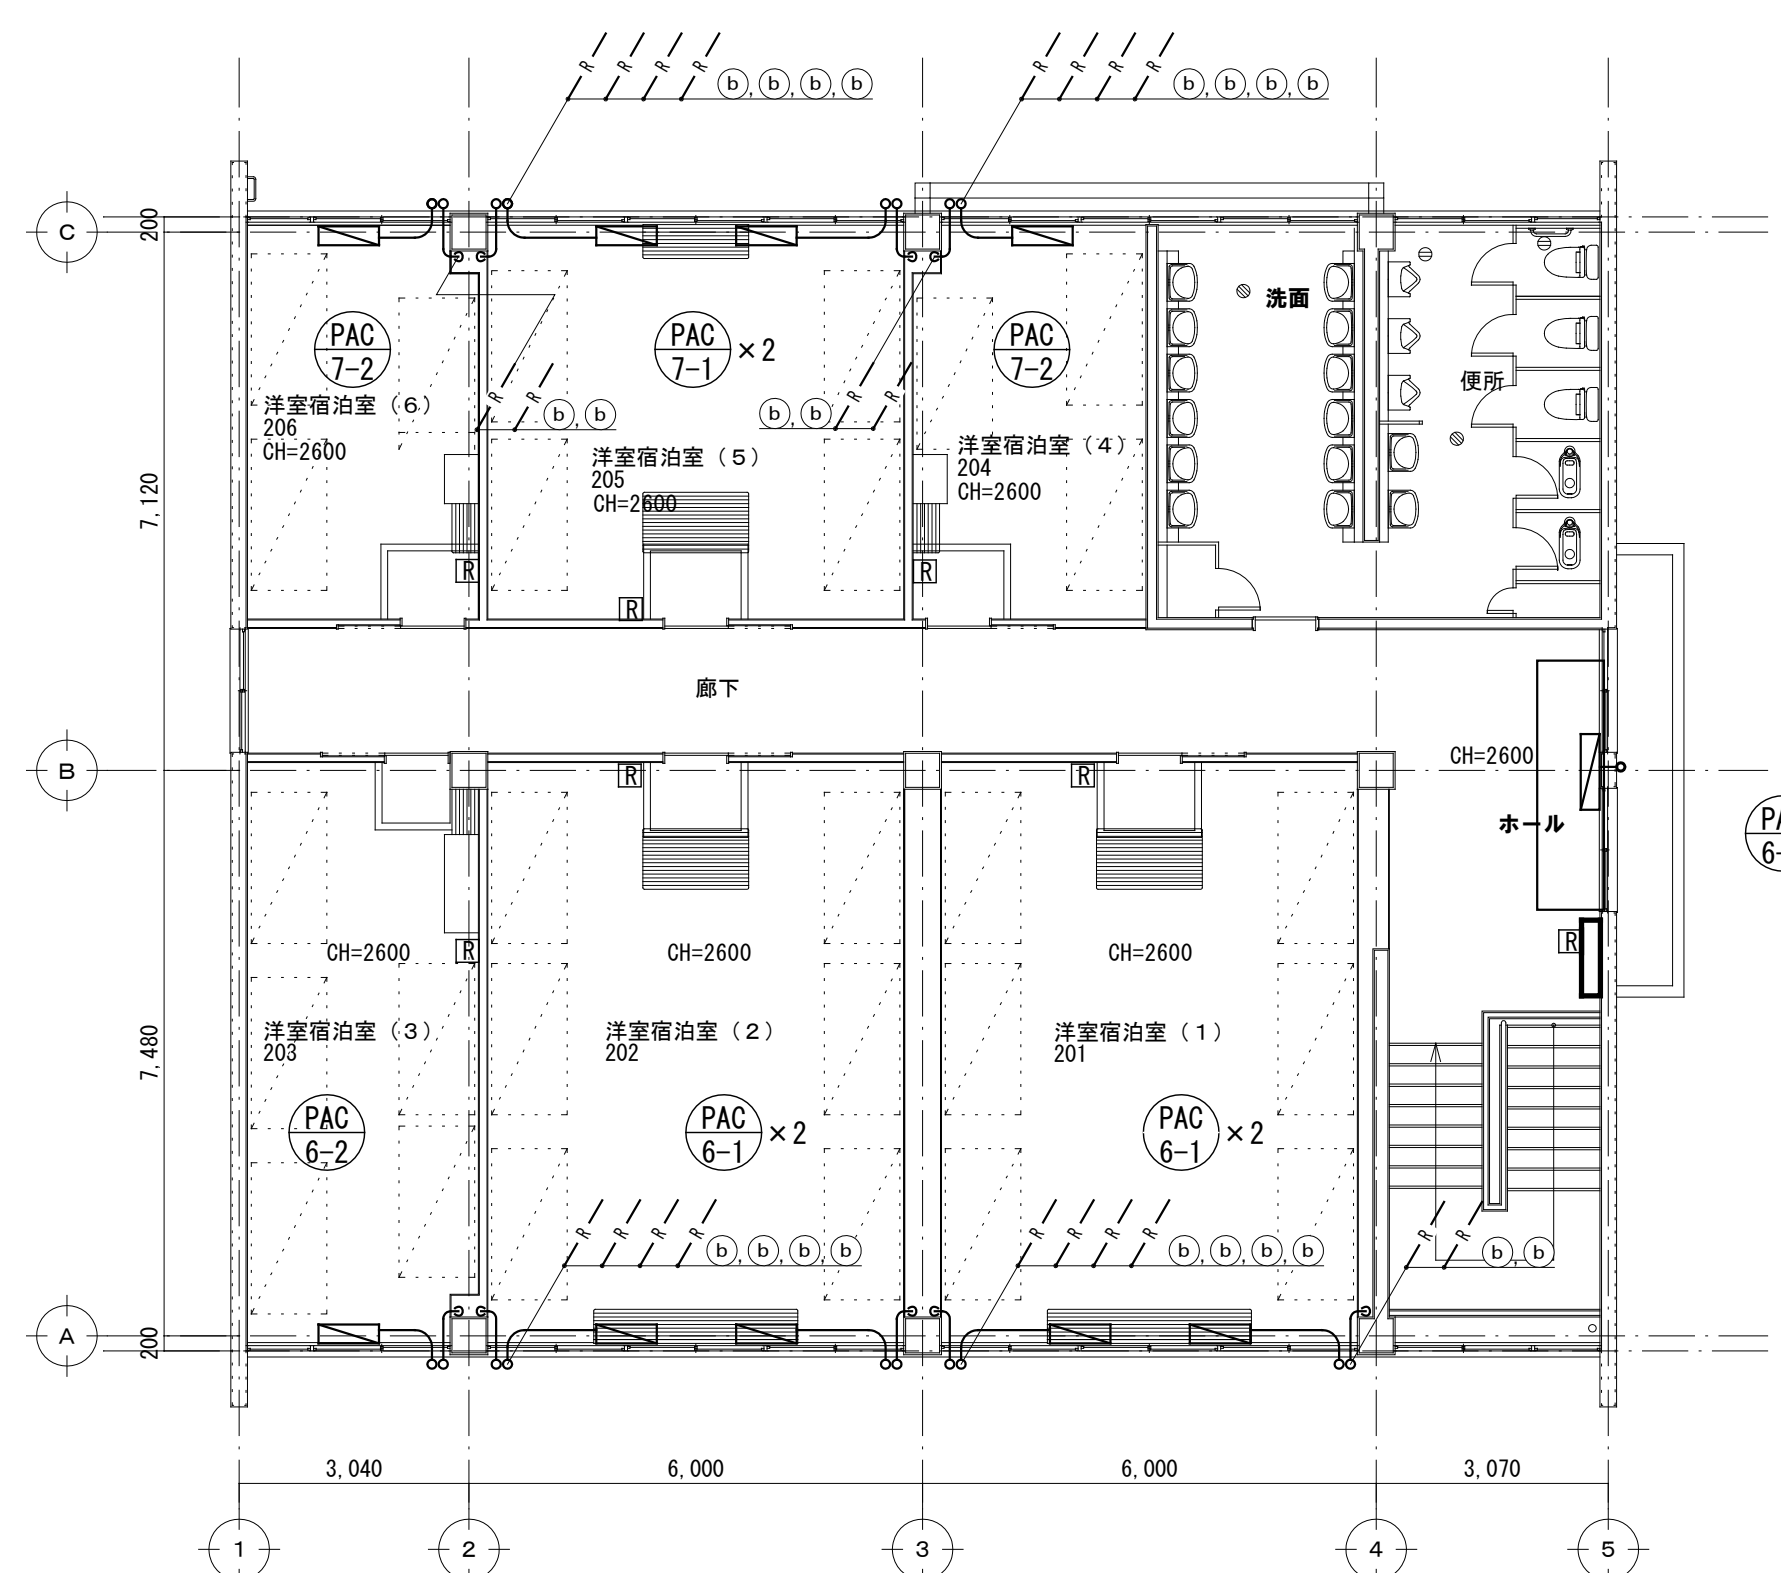 R R R R b, b, b, b
R R R R b, b, b, b
C
200
7,120
B
7,480
A
200
PAC
7-2
洋室宿泊室（6）
206
CH=2600
R
PAC
7-1
×2
R R b, b
b, b R R
洋室宿泊室（5）
205
CH=2600
R
PAC
7-2
洋室宿泊室（4）
204
CH=2600
R
洗面
便所
廊下
CH=2600
ホール
R
R
CH=2600
R
洋室宿泊室（3）
203
PAC
6-2
R
CH=2600
洋室宿泊室（2）
202
PAC
6-1
×2
R R R R b, b, b, b
CH=2600
洋室宿泊室（1）
201
PAC
6-1
×2
R R R R b, b, b, b
R R b, b
3,040
6,000
6,000
3,070
1
2
3
4
5